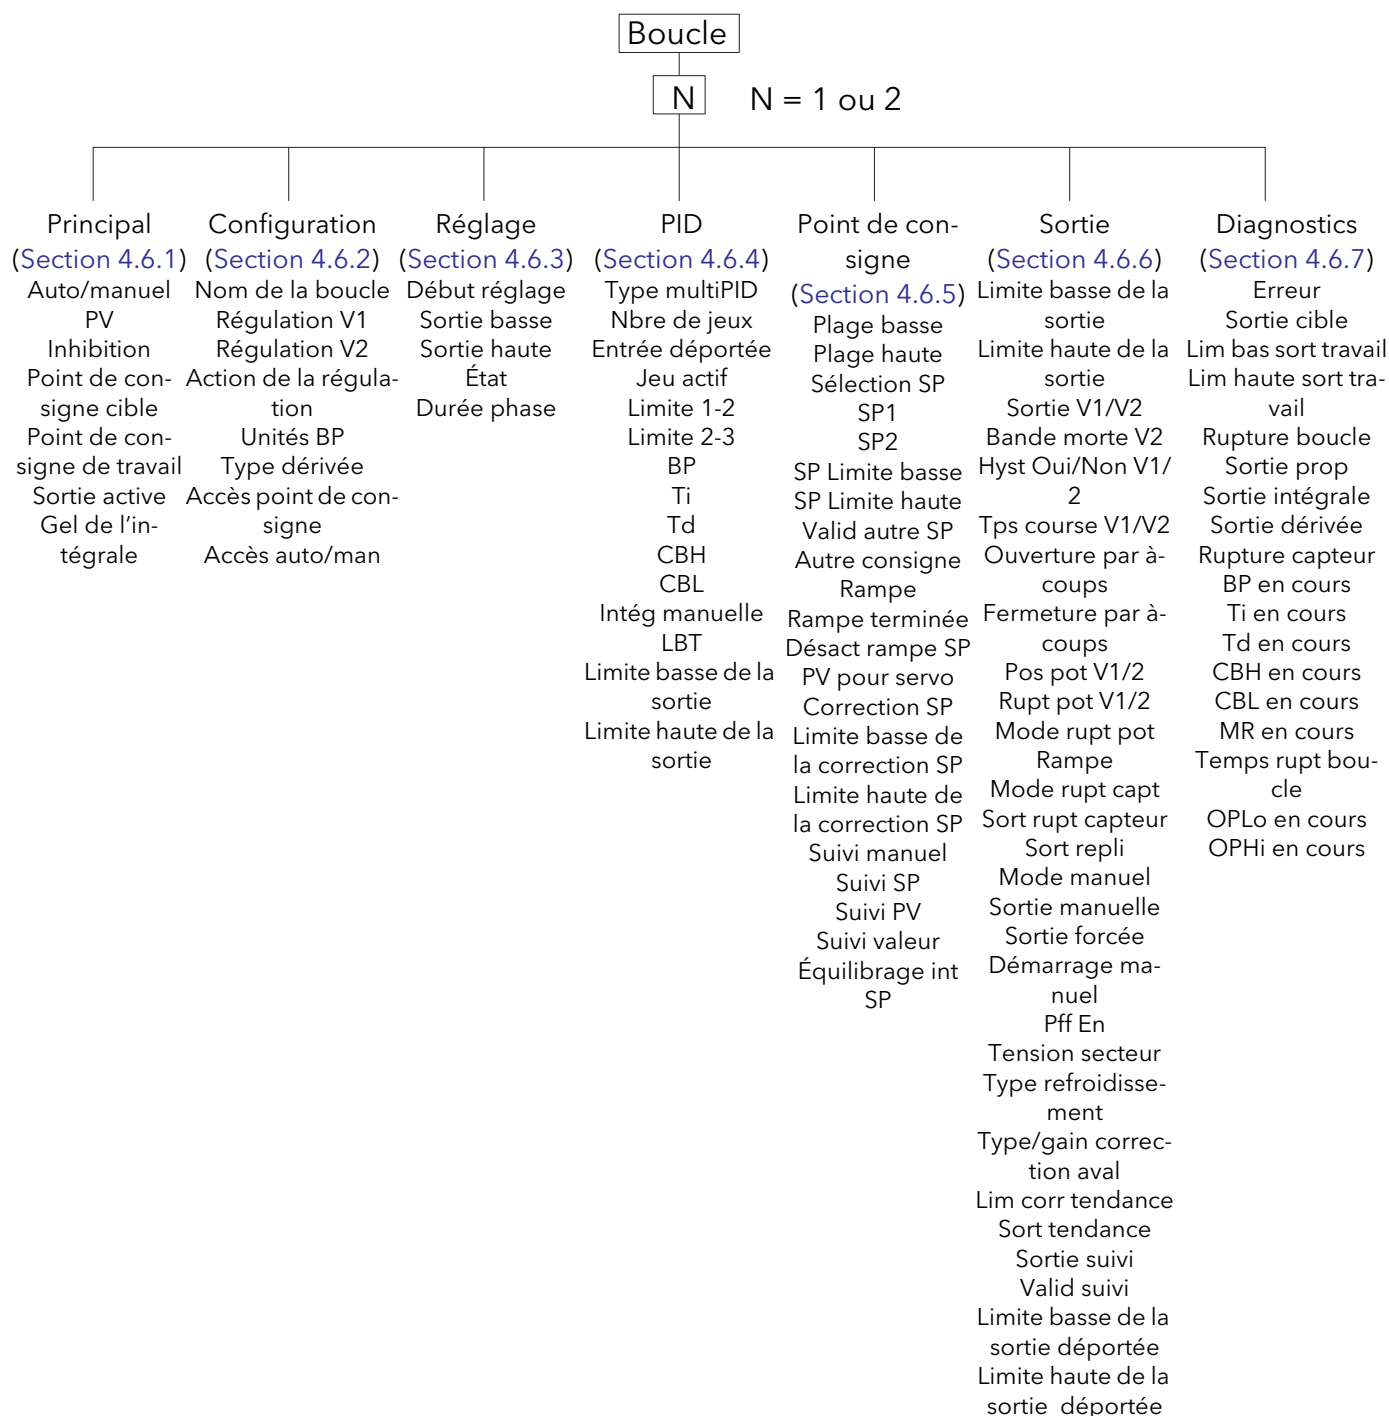 Boucle
N
N = 1 ou 2
Principal
(Section 4.6.1)
Auto/manuel
PV
Inhibition
Point de con-
signe cible
Point de con-
signe de travail
Sortie active
Gel de l'in-
tégrale
Configuration
(Section 4.6.2)
Nom de la boucle
Régulation V1
Régulation V2
Action de la régula-
tion
Unités BP
Type dérivée
Accès point de con-
signe
Accès auto/man
Réglage
(Section 4.6.3)
Début réglage
Sortie basse
Sortie haute
État
Durée phase
PID
(Section 4.6.4)
Type multiPID
Nbre de jeux
Entrée déportée
Jeu actif
Limite 1-2
Limite 2-3
BP
Ti
Td
CBH
CBL
Intég manuelle
LBT
Limite basse de la
sortie
Limite haute de la
sortie
Point de con-
signe
(Section 4.6.5)
Plage basse
Plage haute
Sélection SP
SP1
SP2
SP Limite basse
SP Limite haute
Valid autre SP
Autre consigne
Rampe
Rampe terminée
Désact rampe SP
PV pour servo
Correction SP
Limite basse de
la correction SP
Limite haute de
la correction SP
Suivi manuel
Suivi SP
Suivi PV
Suivi valeur
Équilibrage int
SP
Sortie
(Section 4.6.6)
Limite basse de la
sortie
Limite haute de la
sortie
Sortie V1/V2
Bande morte V2
Hyst Oui/Non V1/
2
Tps course V1/V2
Ouverture par à-
coups
Fermeture par à-
coups
Pos pot V1/2
Rupt pot V1/2
Mode rupt pot
Rampe
Mode rupt capt
Sort rupt capteur
Sort repli
Mode manuel
Sortie manuelle
Sortie forcée
Démarrage ma-
nuel
Pff En
Tension secteur
Type refroidisse-
ment
Type/gain correc-
tion aval
Lim corr tendance
Sort tendance
Sortie suivi
Valid suivi
Limite basse de la
sortie déportée
Limite haute de la
sortie déportée
Diagnostics
(Section 4.6.7)
Erreur
Sortie cible
Lim bas sort travail
Lim haute sort tra-
vail
Rupture boucle
Sortie prop
Sortie intégrale
Sortie dérivée
Rupture capteur
BP en cours
Ti en cours
Td en cours
CBH en cours
CBL en cours
MR en cours
Temps rupt bou-
cle
OPLo en cours
OPHi en cours